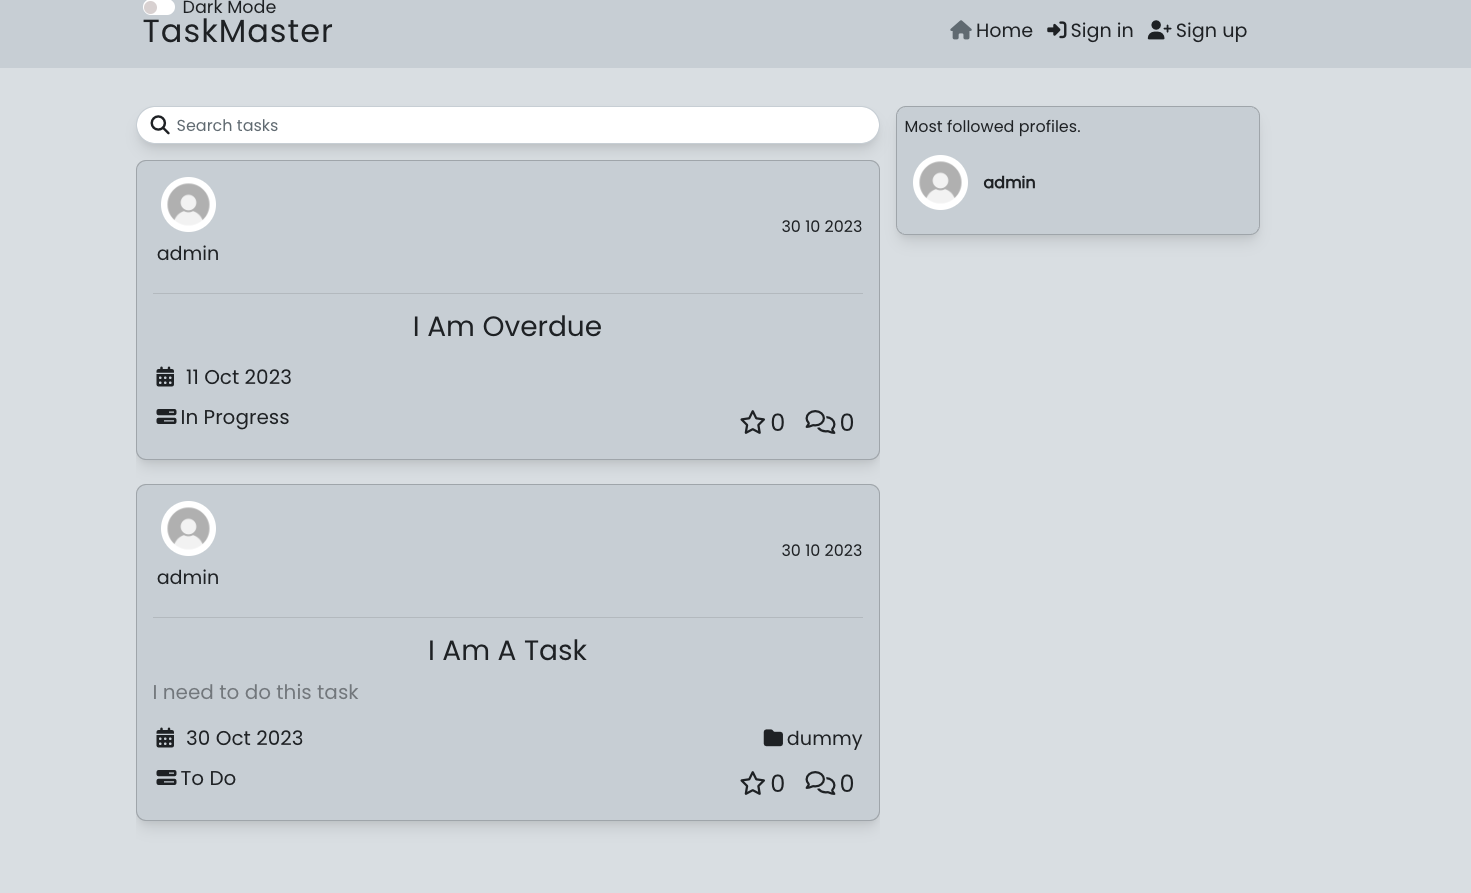 Dark Mode
TaskMaster
Home Sign in Sign up
Search tasks
admin
30 10 2023
I Am Overdue
11 Oct 2023
In Progress
0 0
admin
30 10 2023
I Am A Task
I need to do this task
30 Oct 2023
dummy
To Do
0 0
Most followed profiles.
admin